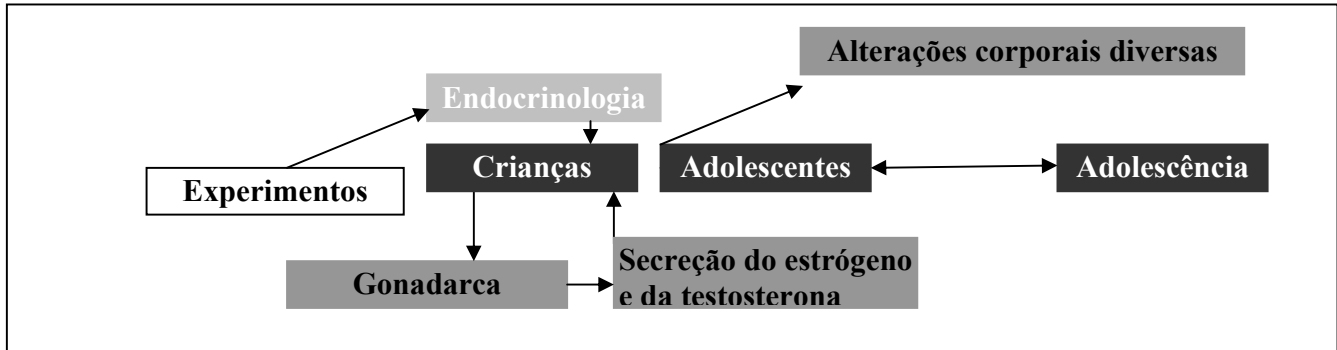 Alterações corporais diversas
Endocrinologia
Crianças
Adolescentes
Adolescência
Experimentos
Secreção do estrógeno
e da testosterona
Gonadarca